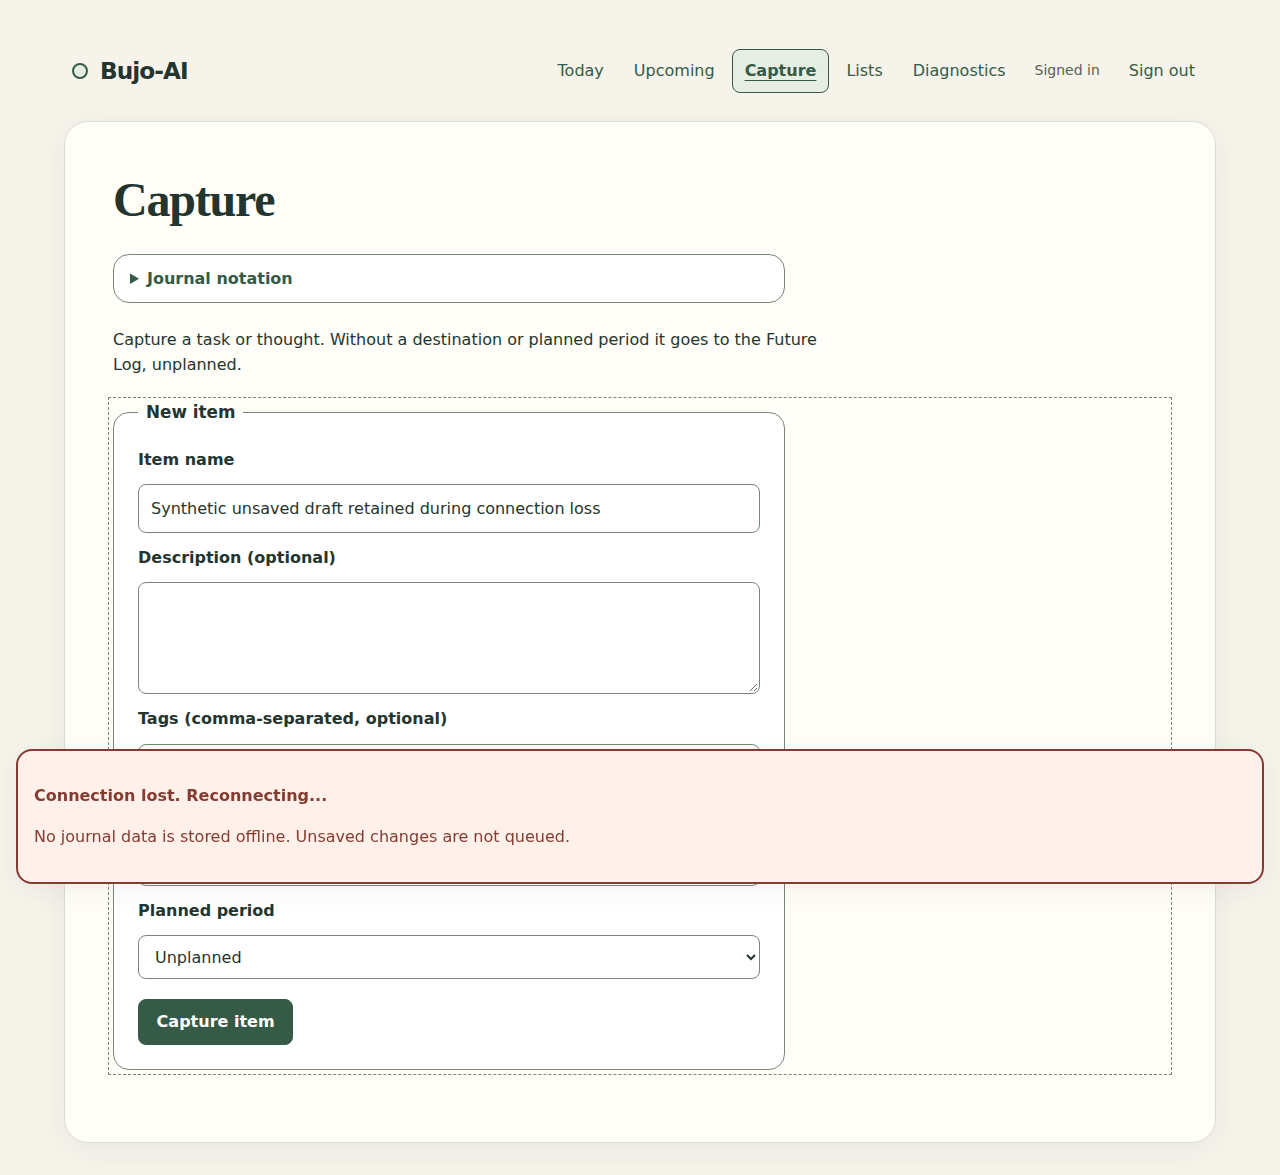 Bujo-AI
Today
Upcoming
Capture
Lists
Diagnostics
Signed in
Sign out
Capture
Journal notation
Capture a task or thought. Without a destination or planned period it goes to the Future
Log, unplanned.
New item
Item name
Synthetic unsaved draft retained during connection loss
Description (optional)
Tags (comma-separated, optional)
Connection lost. Reconnecting...
No journal data is stored offline. Unsaved changes are not queued.
Planned period
Unplanned
Capture item